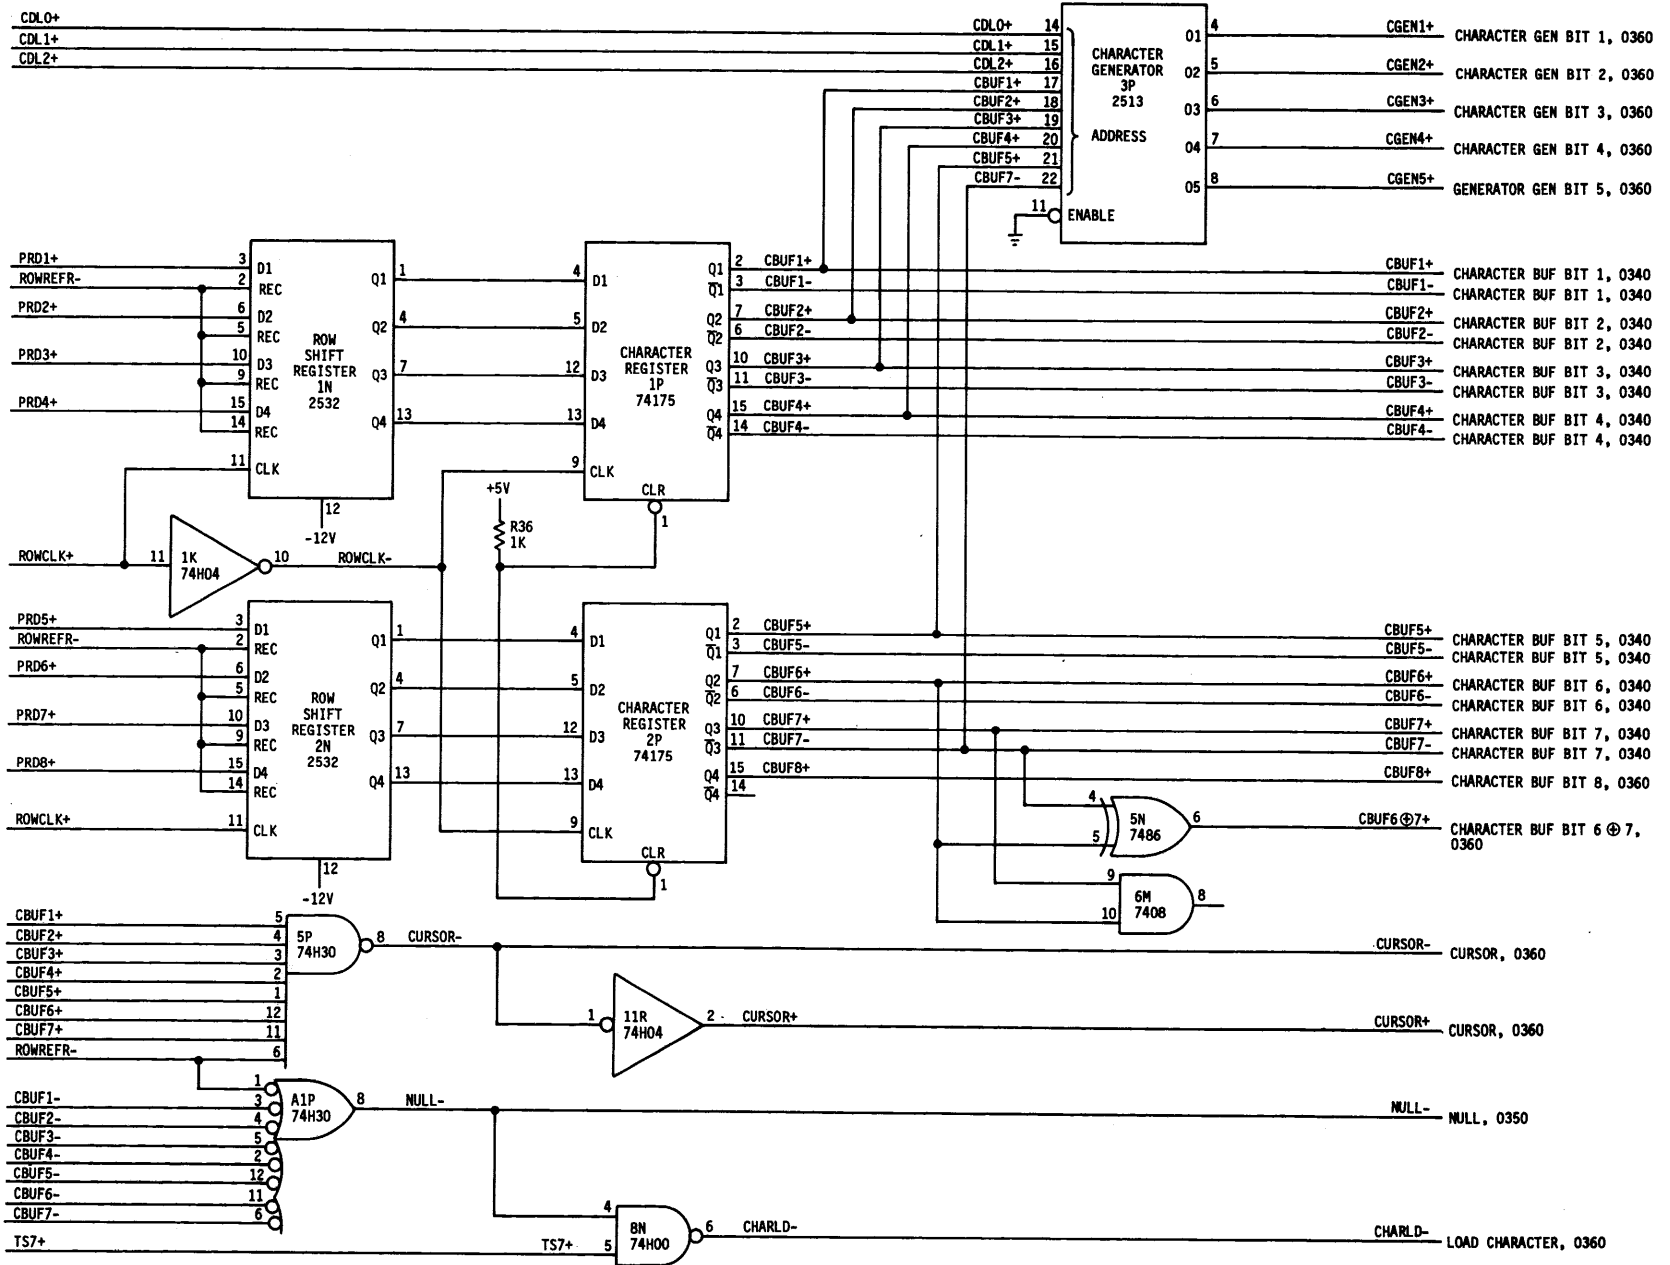 CDL0+ CDL0+ 14 01 4 CGEN1+ CHARACTER GEN BIT 1, 0360
CDL1+ CDL1+ 15
CDL2+ CDL2+ 16 02 5 CGEN2+ CHARACTER GEN BIT 2, 0360
CBUF1+ 17
CBUF2+ 18 03 6 CGEN3+ CHARACTER GEN BIT 3, 0360
CBUF3+ 19
CBUF4+ 20 04 7 CGEN4+ CHARACTER GEN BIT 4, 0360
CBUF5+ 21
CBUF7- 22 05 8 CGEN5+ GENERATOR GEN BIT 5, 0360
CHARACTER
GENERATOR
3P
2513
ADDRESS
11 ENABLE
PRD1+ 3 D1
ROWREFR- 2 REC
PRD2+ 6 D2
5 REC
PRD3+ 10 D3
9 REC
PRD4+ 15 D4
14 REC
11 CLK
ROW
SHIFT
REGISTER
1N
2532
Q1 1
Q2 4
Q3 7
Q4 13
12
-12V
4 D1
5 D2
12 D3
13 D4
9 CLK
CHARACTER
REGISTER
1P
74175
CLR
1
Q1 2 CBUF1+ CBUF1+ CHARACTER BUF BIT 1, 0340
Q1 3 CBUF1- CBUF1- CHARACTER BUF BIT 1, 0340
Q2 7 CBUF2+ CBUF2+ CHARACTER BUF BIT 2, 0340
Q2 6 CBUF2- CBUF2- CHARACTER BUF BIT 2, 0340
Q3 10 CBUF3+ CBUF3+ CHARACTER BUF BIT 3, 0340
Q3 11 CBUF3- CBUF3- CHARACTER BUF BIT 3, 0340
Q4 15 CBUF4+ CBUF4+ CHARACTER BUF BIT 4, 0340
Q4 14 CBUF4- CBUF4- CHARACTER BUF BIT 4, 0340
+5V
R36
1K
ROWCLK+ 11 1K 10 ROWCLK-
74H04
PRD5+ 3 D1
ROWREFR- 2 REC
PRD6+ 6 D2
5 REC
PRD7+ 10 D3
9 REC
PRD8+ 15 D4
14 REC
ROWCLK+ 11 CLK
ROW
SHIFT
REGISTER
2N
2532
Q1 1
Q2 4
Q3 7
Q4 13
12
-12V
4 D1
5 D2
12 D3
13 D4
9 CLK
CHARACTER
REGISTER
2P
74175
CLR
1
Q1 2 CBUF5+ CBUF5+ CHARACTER BUF BIT 5, 0340
Q1 3 CBUF5- CBUF5- CHARACTER BUF BIT 5, 0340
Q2 7 CBUF6+ CBUF6+ CHARACTER BUF BIT 6, 0340
Q2 6 CBUF6- CBUF6- CHARACTER BUF BIT 6, 0340
Q3 10 CBUF7+ CBUF7+ CHARACTER BUF BIT 7, 0340
Q3 11 CBUF7- CBUF7- CHARACTER BUF BIT 7, 0340
Q4 15 CBUF8+ CBUF8+ CHARACTER BUF BIT 8, 0360
Q4 14
4 5N 6 CBUF6⊕7+ CHARACTER BUF BIT 6 ⊕ 7,
5 7486 0360
9 6M 8
10 7408
CBUF1+ 5
CBUF2+ 4
CBUF3+ 3
CBUF4+ 2
CBUF5+ 1
CBUF6+ 12
CBUF7+ 11
ROWREFR- 6
5P
74H30
8 CURSOR- CURSOR- CURSOR, 0360
1 11R 2 CURSOR+ CURSOR+ CURSOR, 0360
74H04
1
CBUF1- 3
CBUF2- 4
CBUF3- 5
CBUF4- 2
CBUF5- 12
CBUF6- 11
CBUF7- 6
A1P
74H30
8 NULL- NULL- NULL, 0350
4 8N 6 CHARLD- CHARLD- LOAD CHARACTER, 0360
TS7+ TS7+ 5 74H00